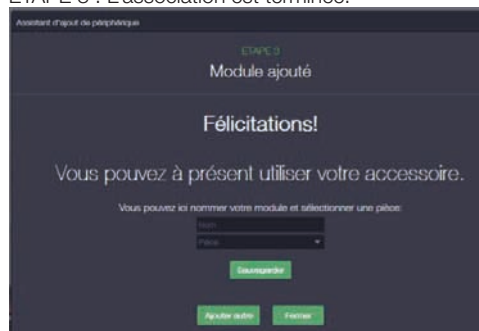 ETAPE 3 : L'association est terminée.
Assistant d'ajout de périphérique
ETAPE 3
Module ajouté
Félicitations!
Vous pouvez à présent utiliser votre accessoire.
Vous pouvez ici nommer votre module et sélectionner une pièce:
Nom
Pièce
Sauvegarder
Ajouter autre Fermer